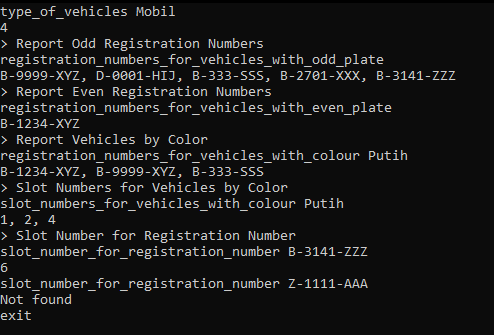 type_of_vehicles Mobil
4
> Report Odd Registration Numbers
registration_numbers_for_vehicles_with_odd_plate
B-9999-XYZ, D-0001-HIJ, B-333-SSS, B-2701-XXX, B-3141-ZZZ
> Report Even Registration Numbers
registration_numbers_for_vehicles_with_even_plate
B-1234-XYZ
> Report Vehicles by Color
registration_numbers_for_vehicles_with_colour Putih
B-1234-XYZ, B-9999-XYZ, B-333-SSS
> Slot Numbers for Vehicles by Color
slot_numbers_for_vehicles_with_colour Putih
1, 2, 4
> Slot Number for Registration Number
slot_number_for_registration_number B-3141-ZZZ
6
slot_number_for_registration_number Z-1111-AAA
Not found
exit